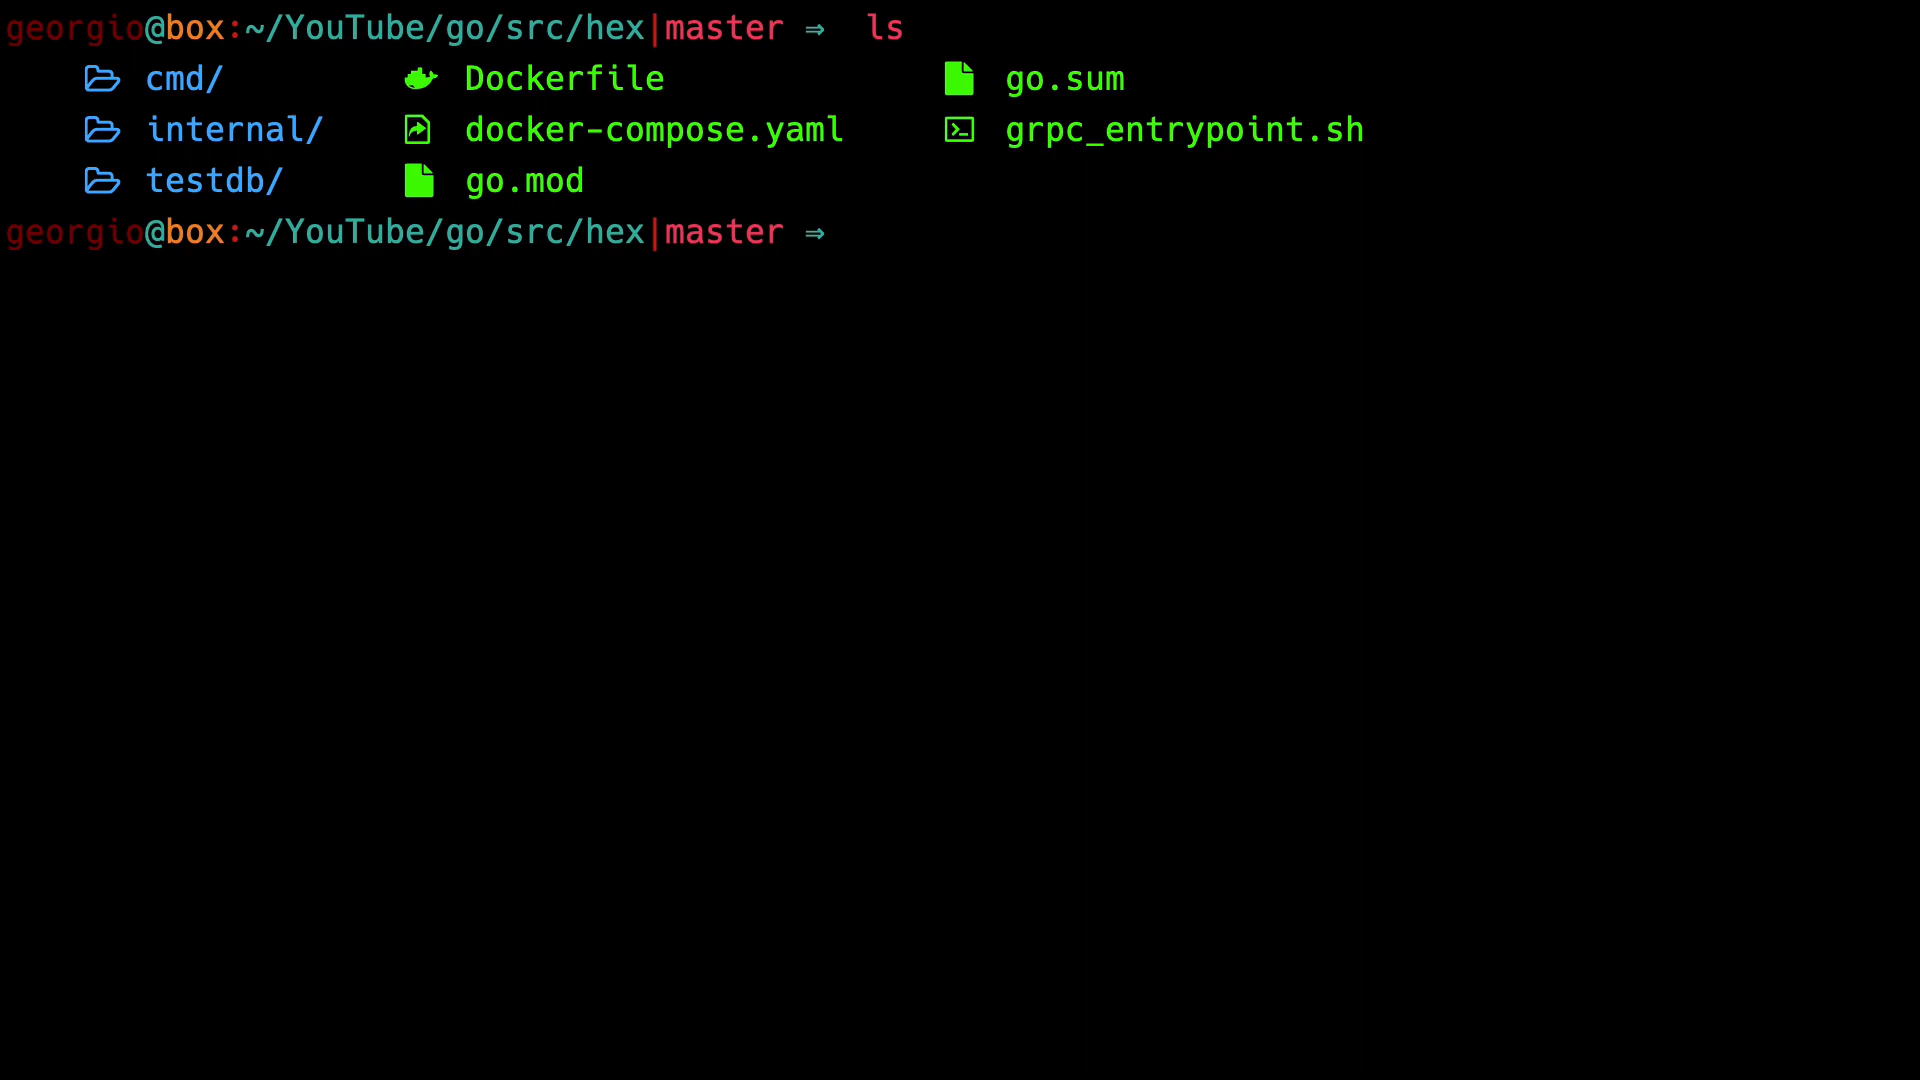 georgio@box:~/YouTube/go/src/hex|master ⇒  ls
cmd/ Dockerfile go.sum
internal/ docker-compose.yaml grpc_entrypoint.sh
testdb/ go.mod
georgio@box:~/YouTube/go/src/hex|master ⇒